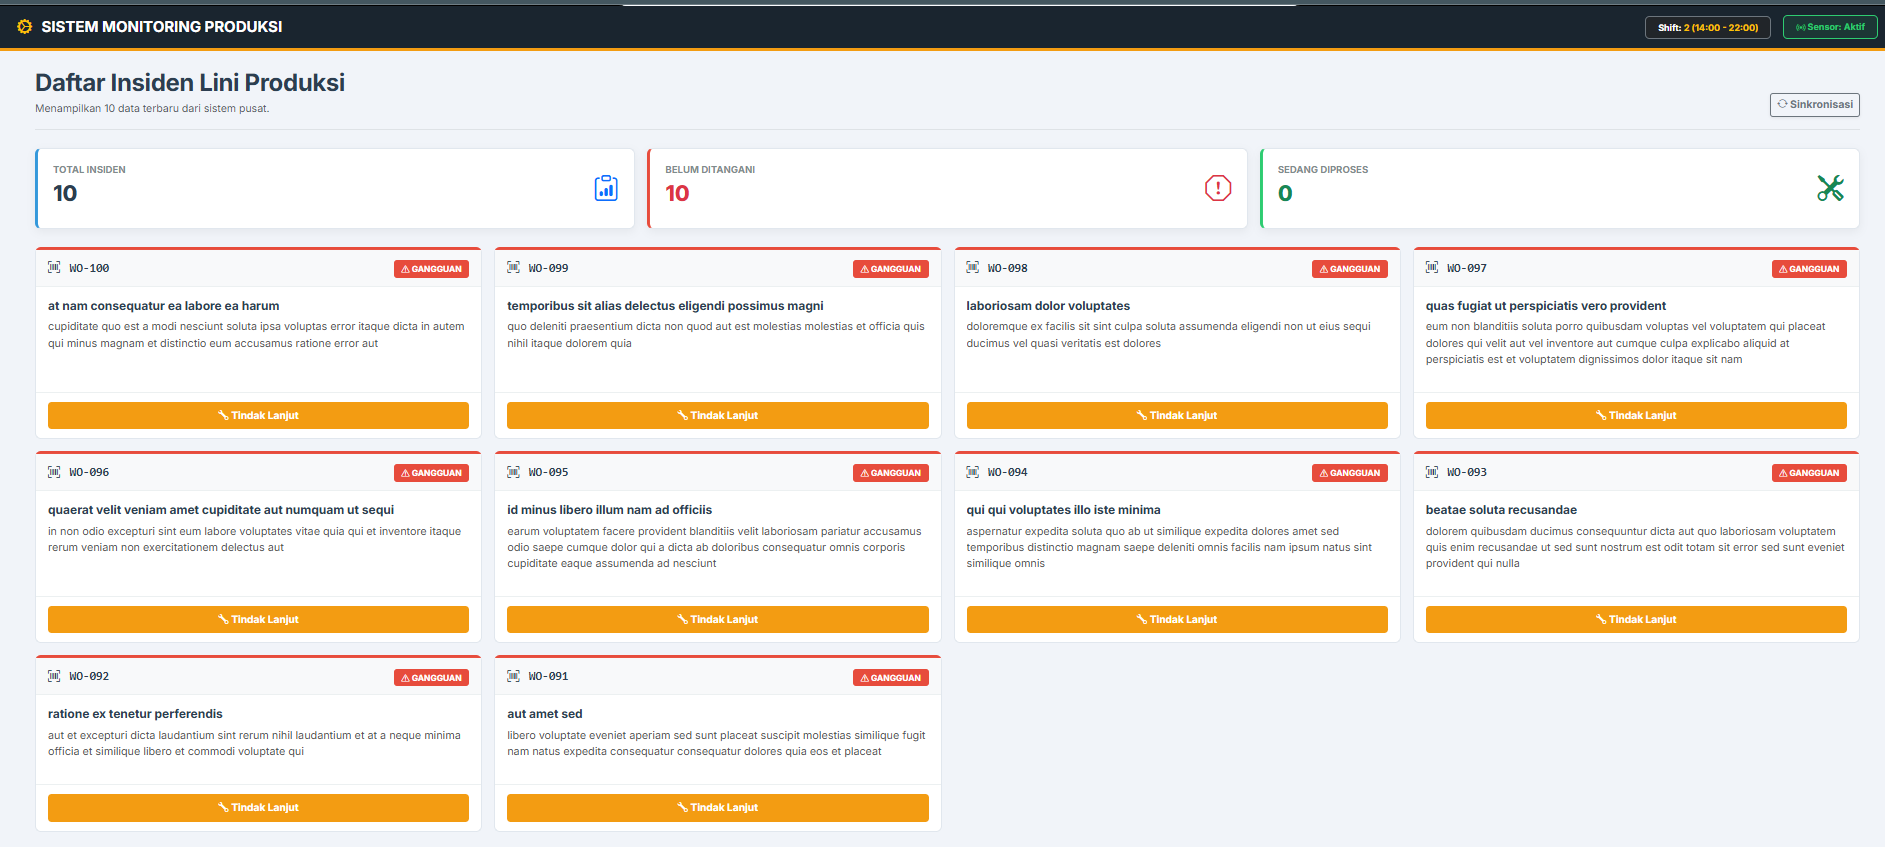 SISTEM MONITORING PRODUKSI
Shift: 2 (14:00 - 22:00)
Sensor: Aktif
Daftar Insiden Lini Produksi
Menampilkan 10 data terbaru dari sistem pusat.
Sinkronisasi
TOTAL INSIDEN
10
BELUM DITANGANI
10
SEDANG DIPROSES
0
WO-100
GANGGUAN
at nam consequatur ea labore ea harum
cupiditate quo est a modi nesciunt soluta ipsa voluptas error itaque dicta in autem
qui minus magnam et distinctio eum accusamus ratione error aut
Tindak Lanjut
WO-099
GANGGUAN
temporibus sit alias delectus eligendi possimus magni
quo deleniti praesentium dicta non quod aut est molestias molestias et officia quis
nihil itaque dolorem quia
Tindak Lanjut
WO-098
GANGGUAN
laboriosam dolor voluptates
doloremque ex facilis sit sint culpa soluta assumenda eligendi non ut eius sequi
ducimus vel quasi veritatis est dolores
Tindak Lanjut
WO-097
GANGGUAN
quas fugiat ut perspiciatis vero provident
eum non blanditiis soluta porro quibusdam voluptas vel voluptatem qui placeat
dolores qui velit aut vel inventore aut cumque culpa explicabo aliquid at
perspiciatis est et voluptatem dignissimos dolor itaque sit nam
Tindak Lanjut
WO-096
GANGGUAN
quaerat velit veniam amet cupiditate aut numquam ut sequi
in non odio excepturi sint eum labore voluptates vitae quia qui et inventore itaque
rerum veniam non exercitationem delectus aut
Tindak Lanjut
WO-095
GANGGUAN
id minus libero illum nam ad officiis
earum voluptatem facere provident blanditiis velit laboriosam pariatur accusamus
odio saepe cumque dolor qui a dicta ab doloribus consequatur omnis corporis
cupiditate eaque assumenda ad nesciunt
Tindak Lanjut
WO-094
GANGGUAN
qui qui voluptates illo iste minima
aspernatur expedita soluta quo ab ut similique expedita dolores amet sed
temporibus distinctio magnam saepe deleniti omnis facilis nam ipsum natus sint
similique omnis
Tindak Lanjut
WO-093
GANGGUAN
beatae soluta recusandae
dolorem quibusdam ducimus consequuntur dicta aut quo laboriosam voluptatem
quis enim recusandae ut sed sunt nostrum est odit totam sit error sed sunt eveniet
provident qui nulla
Tindak Lanjut
WO-092
GANGGUAN
ratione ex tenetur perferendis
aut et excepturi dicta laudantium sint rerum nihil laudantium et at a neque minima
officia et similique libero et commodi voluptate qui
Tindak Lanjut
WO-091
GANGGUAN
aut amet sed
libero voluptate eveniet aperiam sed sunt placeat suscipit molestias similique fugit
nam natus expedita consequatur consequatur dolores quia eos et placeat
Tindak Lanjut